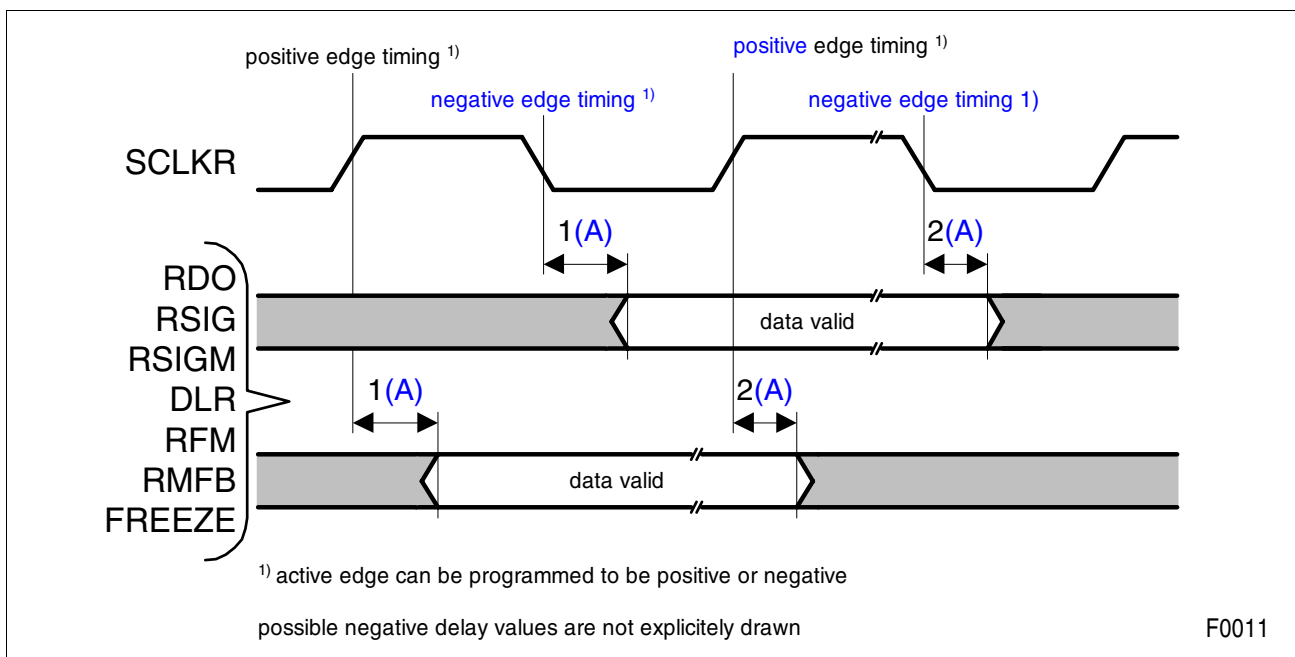 positive edge timing 1)
positive edge timing 1)
negative edge timing 1)
negative edge timing 1)
SCLKR
1(A)
2(A)
RDO
RSIG
data valid
RSIGM
DLR
1(A)
2(A)
RFM
RMFB
data valid
FREEZE
1) active edge can be programmed to be positive or negative
possible negative delay values are not explicitely drawn
F0011